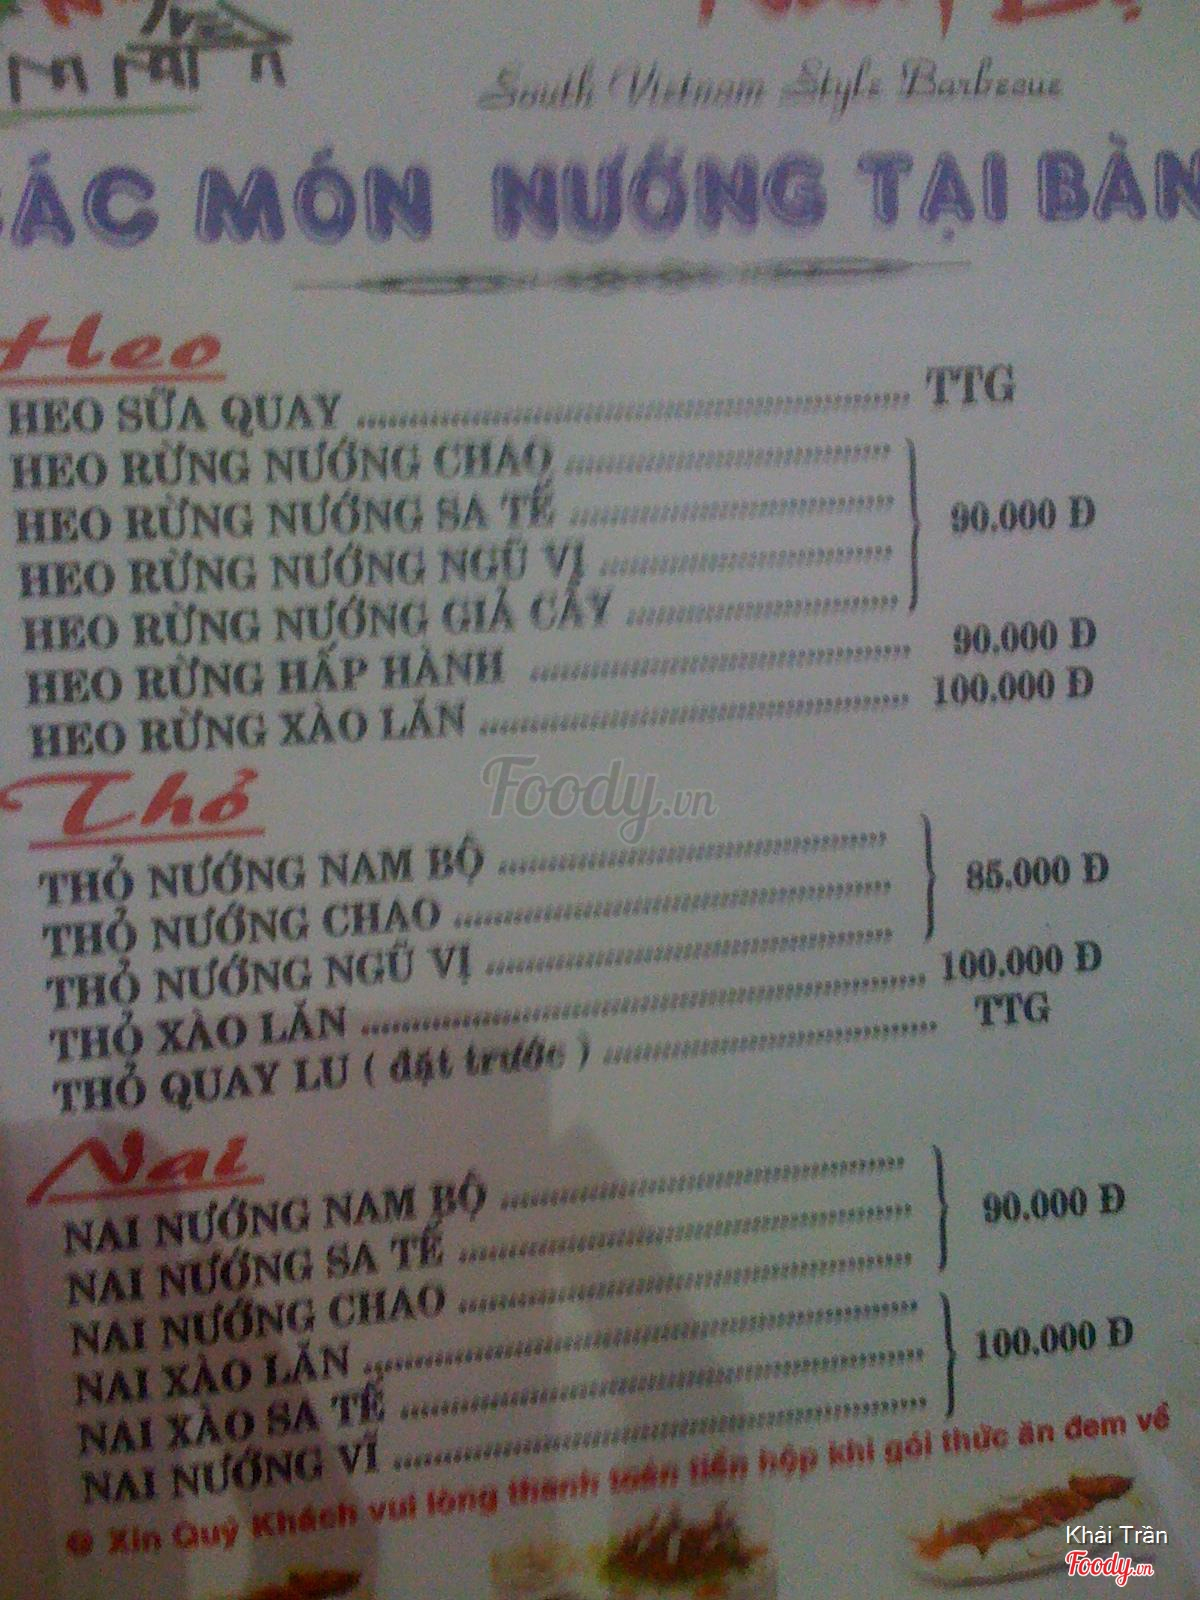 South Vietnam Style Barbecue
CÁC MÓN NƯỚNG TẠI BÀN
Heo
HEO SỮA QUAY TTG
HEO RỪNG NƯỚNG CHAO
HEO RỪNG NƯỚNG SA TẾ 90.000 Đ
HEO RỪNG NƯỚNG NGŨ VỊ
HEO RỪNG NƯỚNG GIẢ CẦY
HEO RỪNG HẤP HÀNH 90.000 Đ
HEO RỪNG XÀO LĂN 100.000 Đ
Foody.vn
Thỏ
THỎ NƯỚNG NAM BỘ
THỎ NƯỚNG CHAO 85.000 Đ
THỎ NƯỚNG NGŨ VỊ
THỎ XÀO LĂN 100.000 Đ
THỎ QUAY LU ( đặt trước ) TTG
Nai
NAI NƯỚNG NAM BỘ
NAI NƯỚNG SA TẾ 90.000 Đ
NAI NƯỚNG CHAO
NAI XÀO LĂN
NAI XÀO SA TẾ 100.000 Đ
NAI NƯỚNG VĨ
Xin Quý Khách vui lòng thanh toán tiền hộp khi gói thức ăn đem về
Khải Trần
Foody.vn